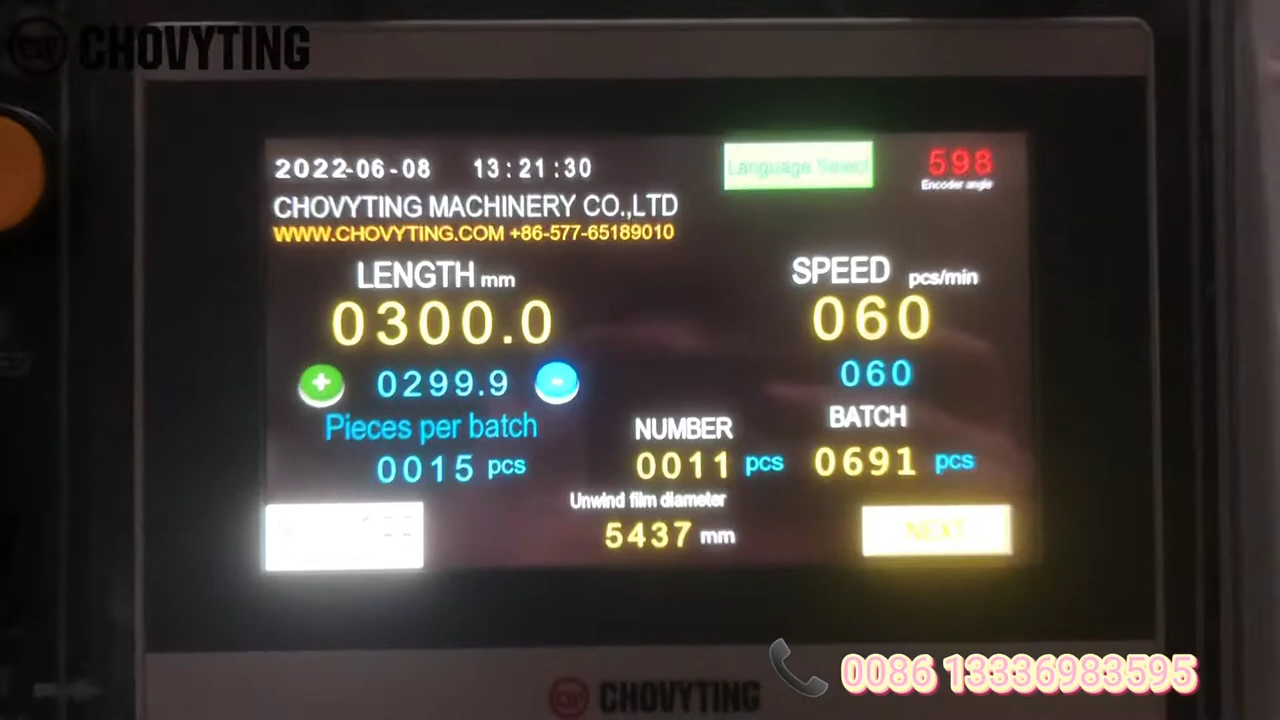 CHOVYTING
2022-06-08 13:21:30
Language Select
598
Encoder angle
CHOVYTING MACHINERY CO.,LTD
WWW.CHOVYTING.COM +86-577-65189010
LENGTH mm
SPEED pcs/min
0300.0
060
+ 0299.9 -
060
Pieces per batch
NUMBER
BATCH
0015 pcs
0011 pcs
0691 pcs
Unwind film diameter
5437 mm
NEXT
0086 13336983595
CHOVYTING